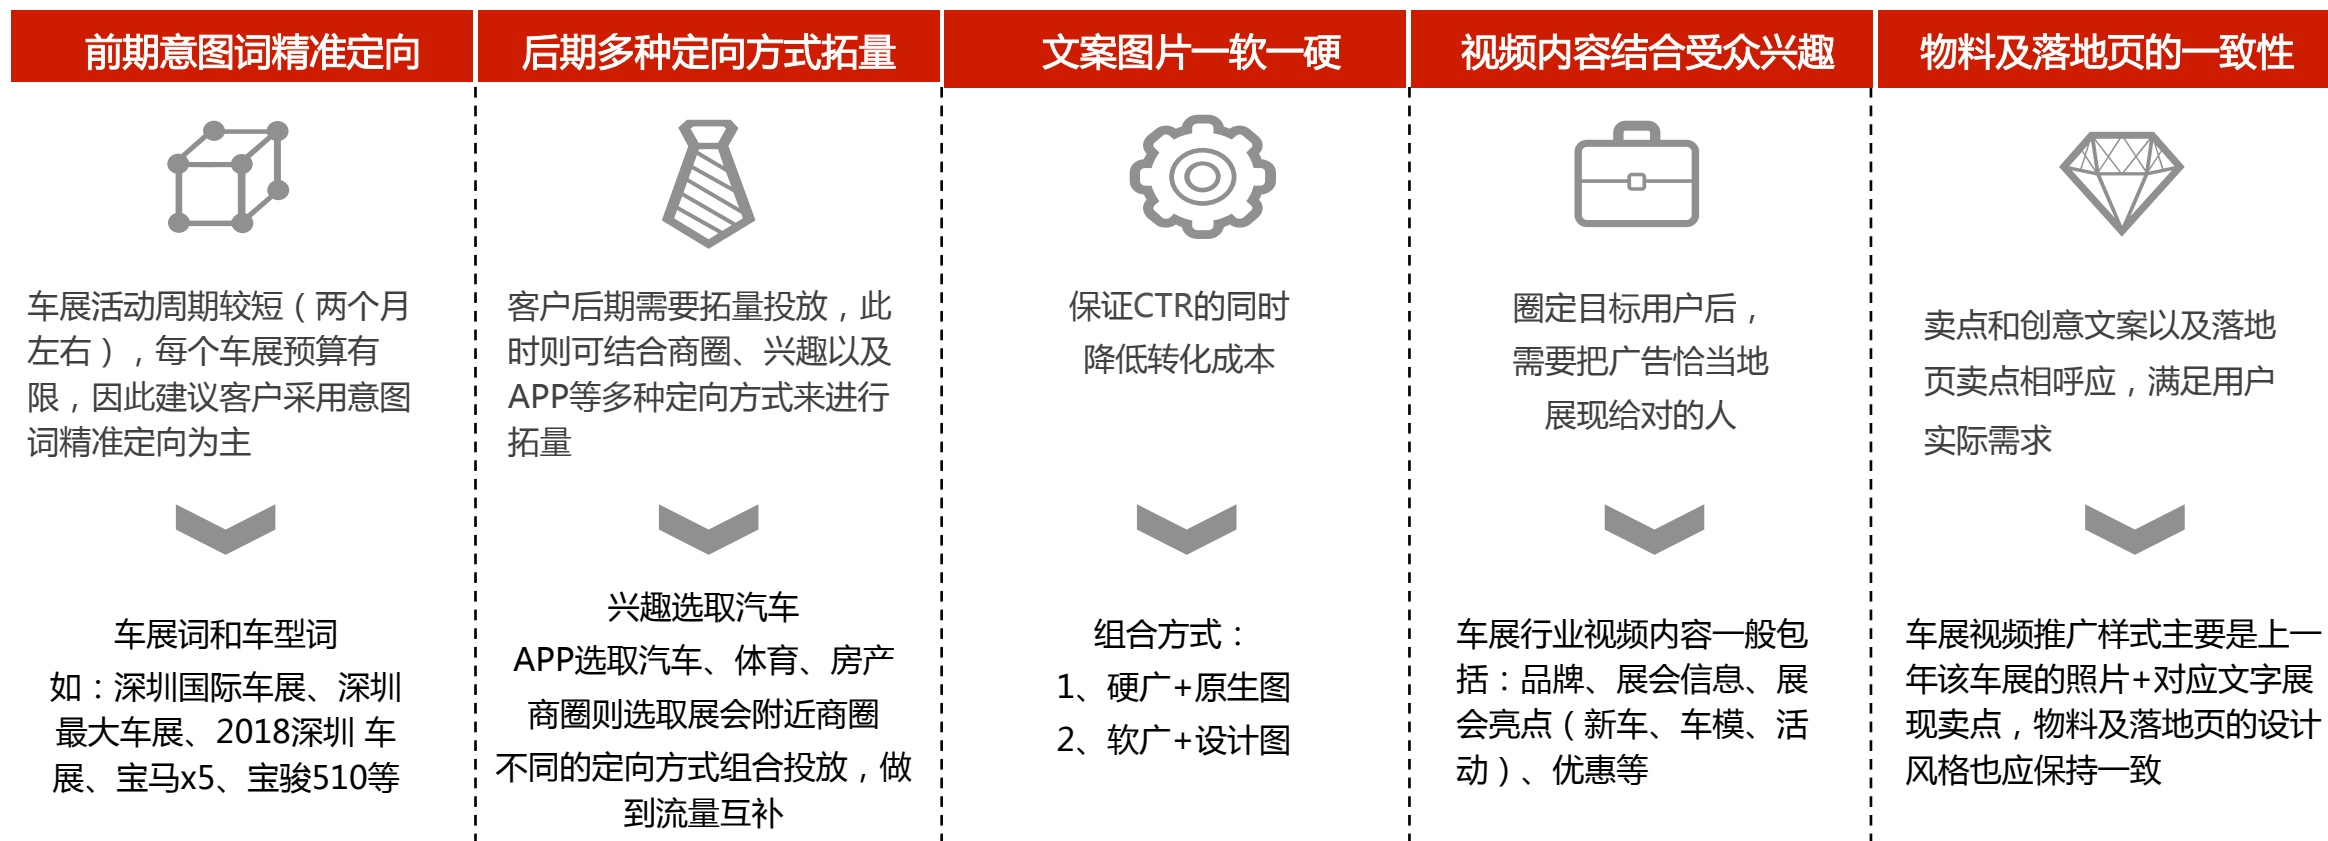 前期意图词精准定向
车展活动周期较短（两个月
左右），每个车展预算有
限，因此建议客户采用意图
词精准定向为主
车展词和车型词
如：深圳国际车展、深圳
最大车展、2018深圳 车
展、宝马x5、宝骏510等
后期多种定向方式拓量
客户后期需要拓量投放，此
时则可结合商圈、兴趣以及
APP等多种定向方式来进行
拓量
兴趣选取汽车
APP选取汽车、体育、房产
商圈则选取展会附近商圈
不同的定向方式组合投放，做
到流量互补
文案图片一软一硬
保证CTR的同时
降低转化成本
组合方式：
1、硬广+原生图
2、软广+设计图
视频内容结合受众兴趣
圈定目标用户后，
需要把广告恰当地
展现给对的人
车展行业视频内容一般包
括：品牌、展会信息、展
会亮点（新车、车模、活
动）、优惠等
物料及落地页的一致性
卖点和创意文案以及落地
页卖点相呼应，满足用户
实际需求
车展视频推广样式主要是上一
年该车展的照片+对应文字展
现卖点，物料及落地页的设计
风格也应保持一致